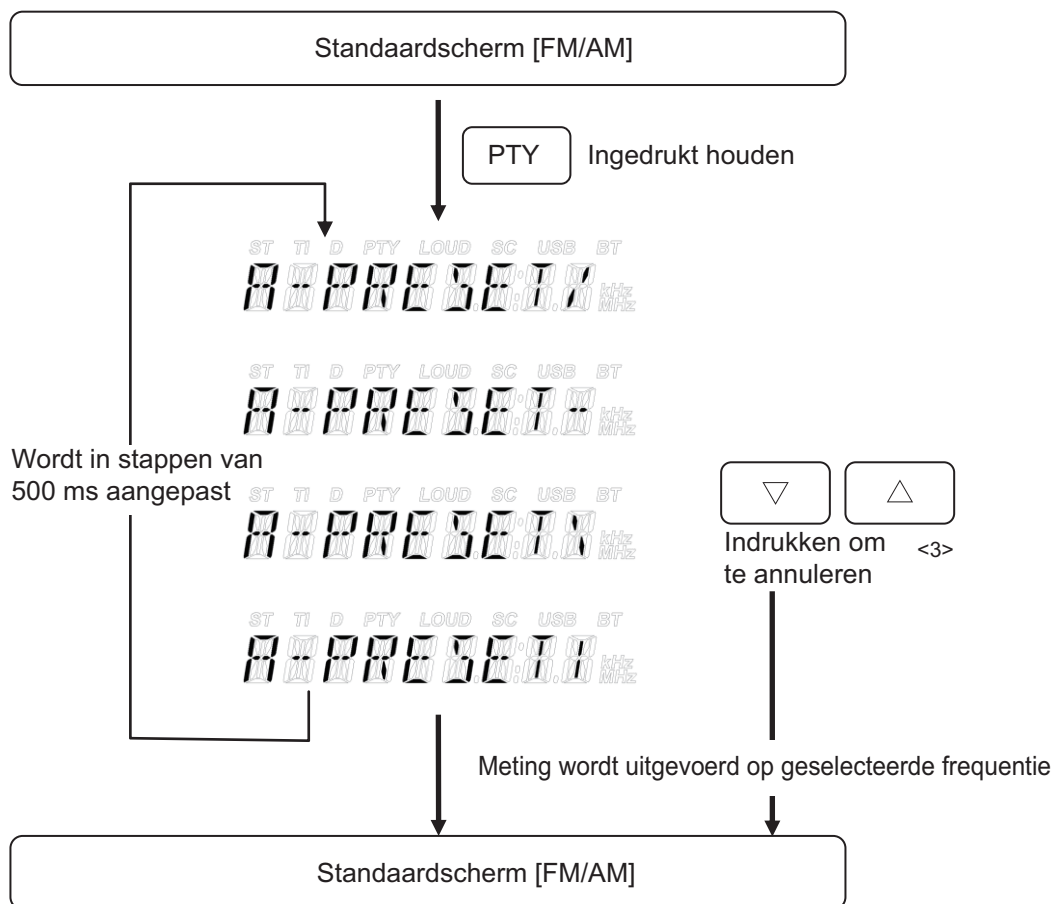 Standaardscherm [FM/AM]
PTY Ingedrukt houden
ST TI D PTY LOUD SC USB BT
A-PRESET/ kHz
MHz
ST TI D PTY LOUD SC USB BT
A-PRESET- kHz
MHz
Wordt in stappen van
500 ms aangepast
ST TI D PTY LOUD SC USB BT
A-PRESET\ kHz
MHz
▽ △
Indrukken om <3>
te annuleren
ST TI D PTY LOUD SC USB BT
A-PRESET| kHz
MHz
Meting wordt uitgevoerd op geselecteerde frequentie
Standaardscherm [FM/AM]